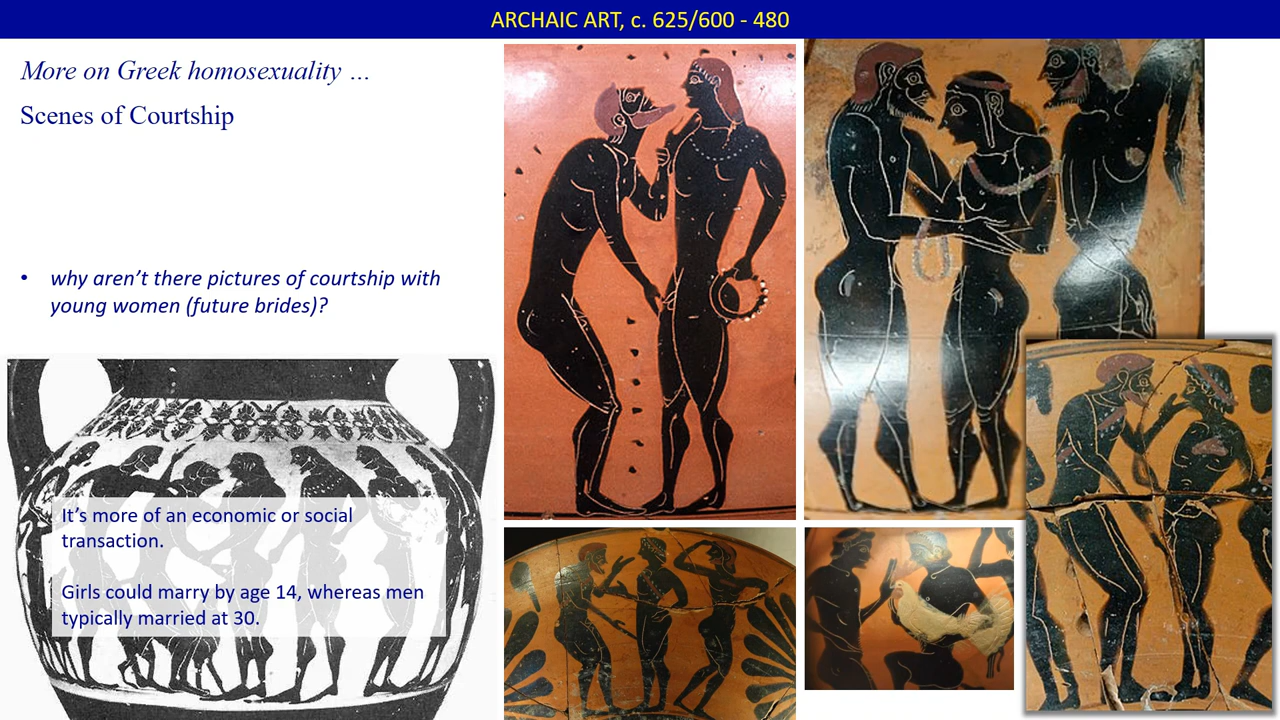 ARCHAIC ART, c. 625/600 - 480
More on Greek homosexuality …
Scenes of Courtship
• why aren’t there pictures of courtship with
young women (future brides)?
It’s more of an economic or social
transaction.
Girls could marry by age 14, whereas men
typically married at 30.